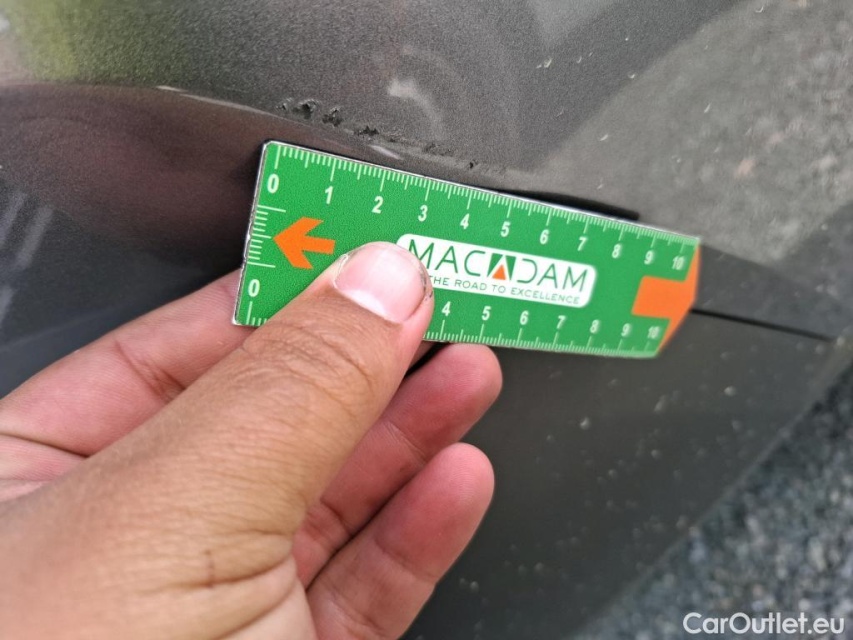 0 1 2 3 4 5 6 7 8 9 10
MACADAM
THE ROAD TO EXCELLENCE
0 4 5 6 7 8 9 10
CarOutlet.eu